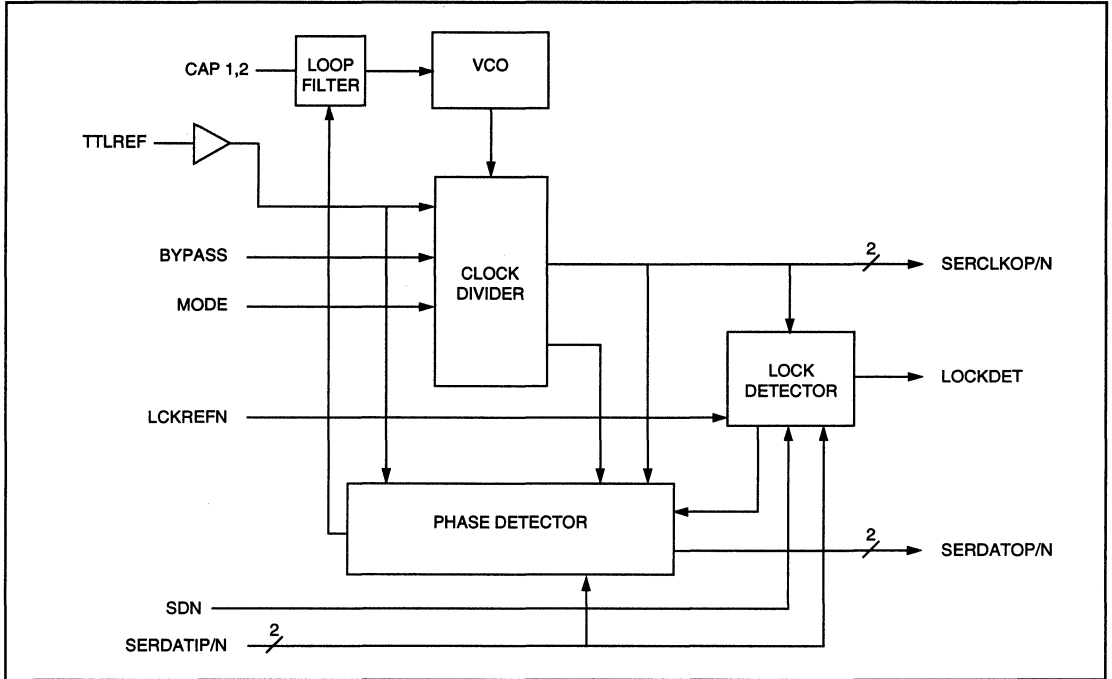 CAP 1,2
LOOP
FILTER
VCO
TTLREF
BYPASS
MODE
CLOCK
DIVIDER
2
SERCLKOP/N
LOCK
DETECTOR
LOCKDET
LCKREFN
PHASE DETECTOR
2
SERDATOP/N
SDN
SERDATIP/N
2